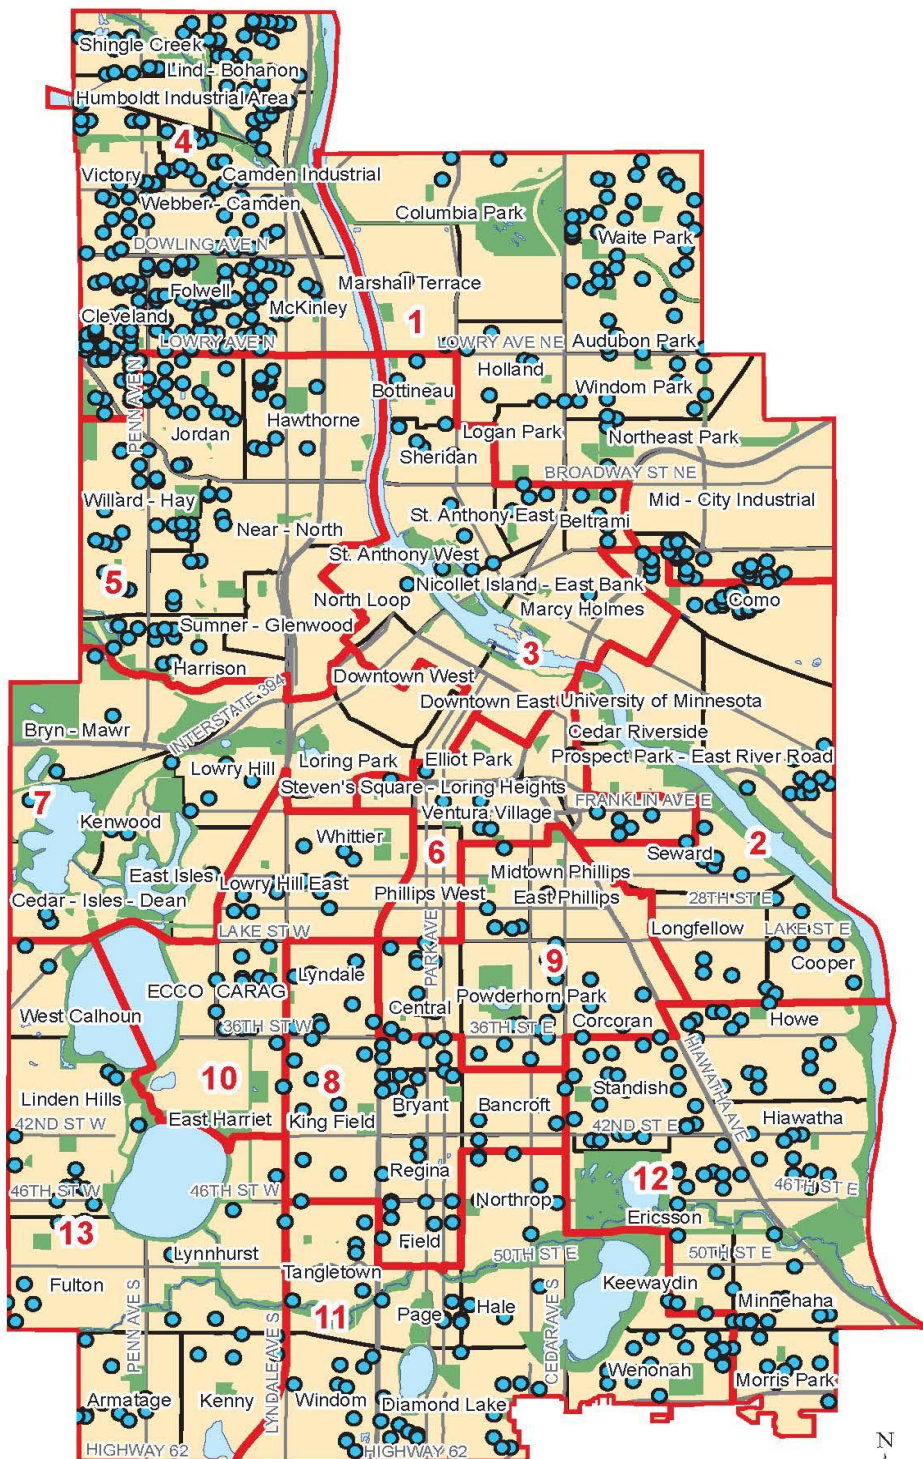 Shingle Creek
Lind - Bohanon
Humboldt Industrial Area
4
Victory
Camden Industrial
Webber - Camden
Columbia Park
DOWLING AVE N
Waite Park
Folwell
Marshall Terrace
Cleveland
McKinley
1
LOWRY AVE N
LOWRY AVE NE
Audubon Park
Holland
PENN AVE N
Bottineau
Windom Park
Hawthorne
Jordan
Logan Park
Northeast Park
Sheridan
BROADWAY ST NE
Willard - Hay
Mid - City Industrial
St. Anthony East
Beltrami
Near - North
St. Anthony West
5
Nicollet Island - East Bank
North Loop
Marcy Holmes
Como
Sumner - Glenwood
3
Harrison
Downtown West
INTERSTATE 394
Downtown East
University of Minnesota
Bryn - Mawr
Cedar Riverside
Loring Park
Elliot Park
Prospect Park - East River Road
Lowry Hill
Steven's Square - Loring Heights
7
FRANKLIN AVE E
Ventura Village
Kenwood
Whittier
6
2
Seward
East Isles
Midtown Phillips
Lowry Hill East
Phillips West
East Phillips
28TH ST E
Cedar - Isles - Dean
LAKE ST W
Longfellow
LAKE ST E
PARK AVE
Lyndale
9
Cooper
ECCO
CARAG
Powderhorn Park
West Calhoun
Central
36TH ST W
36TH ST E
Corcoran
Howe
HIAWATHA AVE
10
8
Standish
Linden Hills
Bryant
Bancroft
East Harriet
King Field
Hiawatha
42ND ST W
42ND ST E
Regina
12
46TH ST W
46TH ST W
46TH ST E
Northrop
13
Ericsson
Field
Lynnhurst
50TH ST E
50TH ST E
Tangletown
Fulton
Keewaydin
PENN AVE S
11
Page
Hale
Minnehaha
LYNDALE AVE S
CEDAR AVE S
Wenonah
Morris Park
Armatage
Kenny
Windom
Diamond Lake
HIGHWAY 62
HIGHWAY 62
N